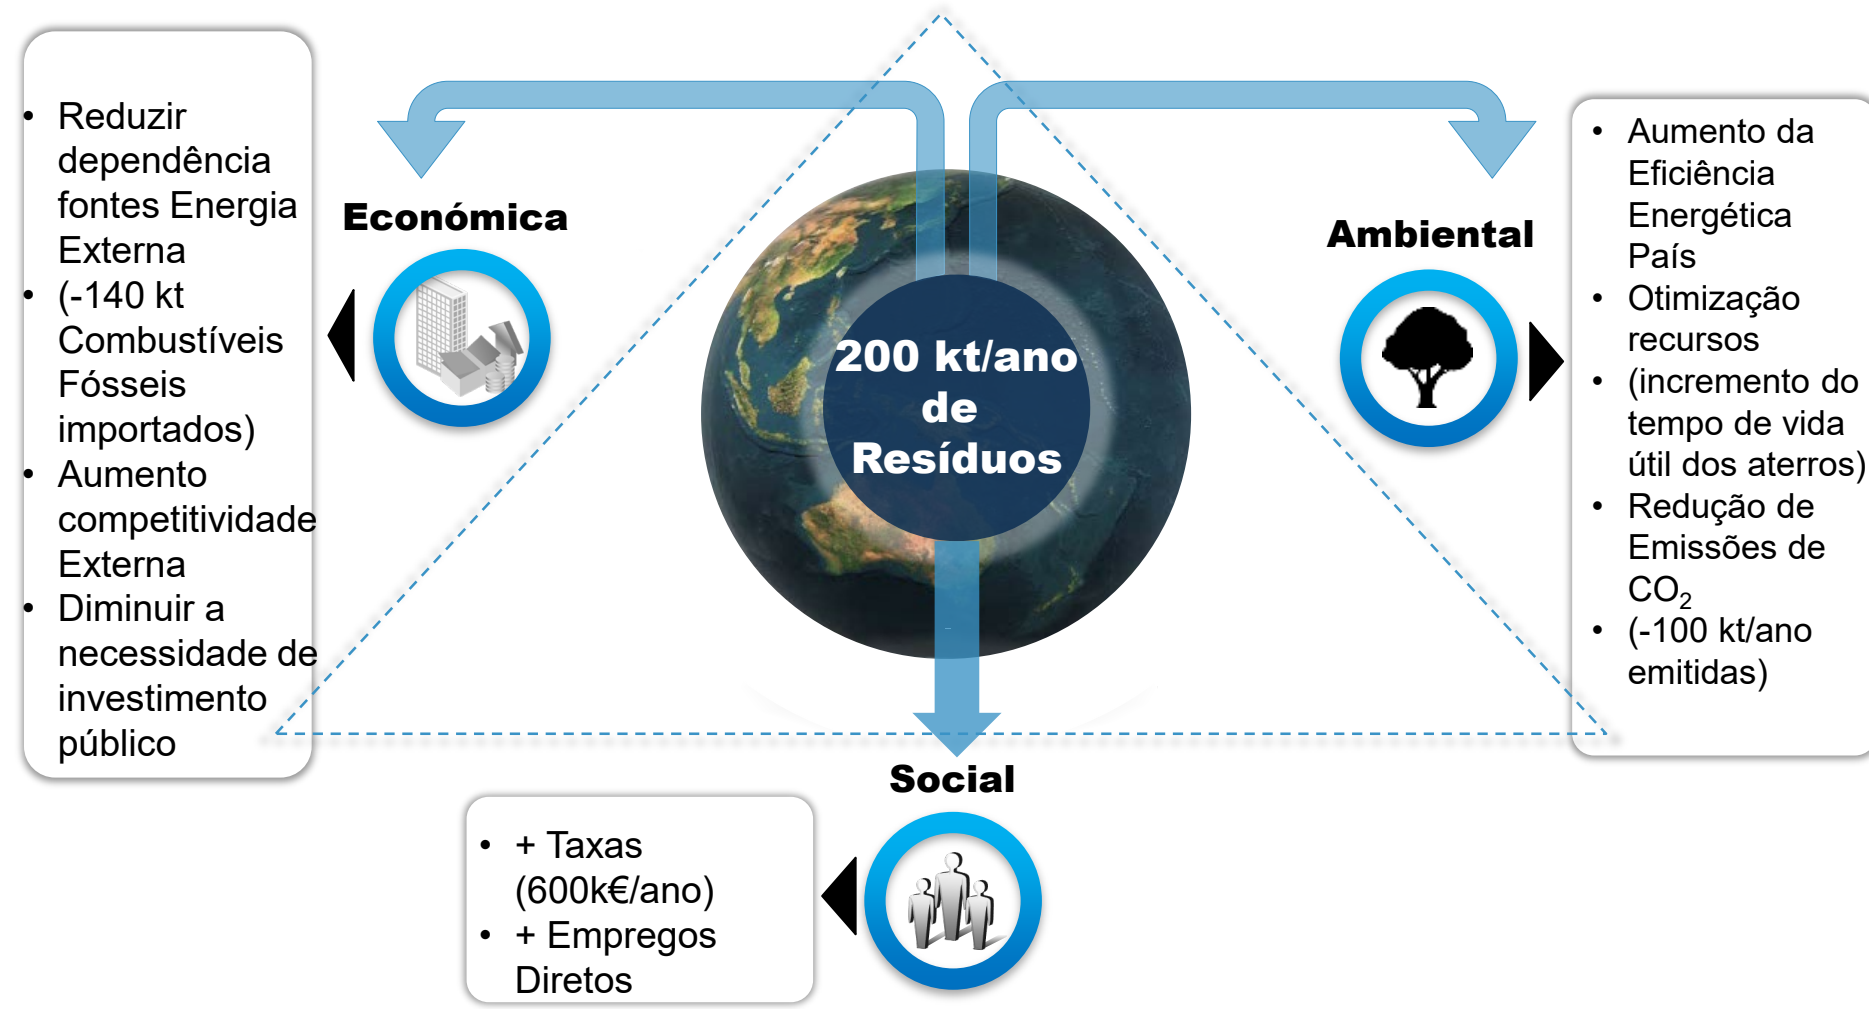 • Reduzir
dependência
fontes Energia
Externa
• (-140 kt
Combustíveis
Fósseis
importados)
• Aumento
competitividade
Externa
• Diminuir a
necessidade de
investimento
público
Económica
200 kt/ano
de
Resíduos
Ambiental
• Aumento da
Eficiência
Energética
País
• Otimização
recursos
• (incremento do
tempo de vida
útil dos aterros)
• Redução de
Emissões de
CO₂
• (-100 kt/ano
emitidas)
Social
• + Taxas
(600k€/ano)
• + Empregos
Diretos